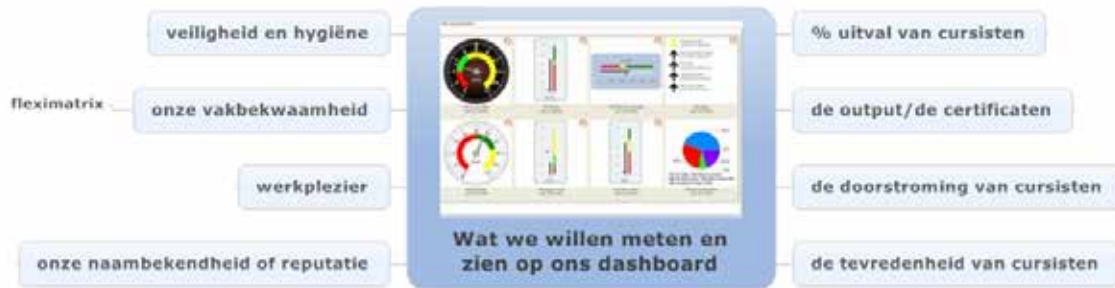 veiligheid en hygiëne
fleximatrix
onze vakbekwaamheid
werkplezier
onze naambekendheid of reputatie
Wat we willen meten en
zien op ons dashboard
% uitval van cursisten
de output/de certificaten
de doorstroming van cursisten
de tevredenheid van cursisten